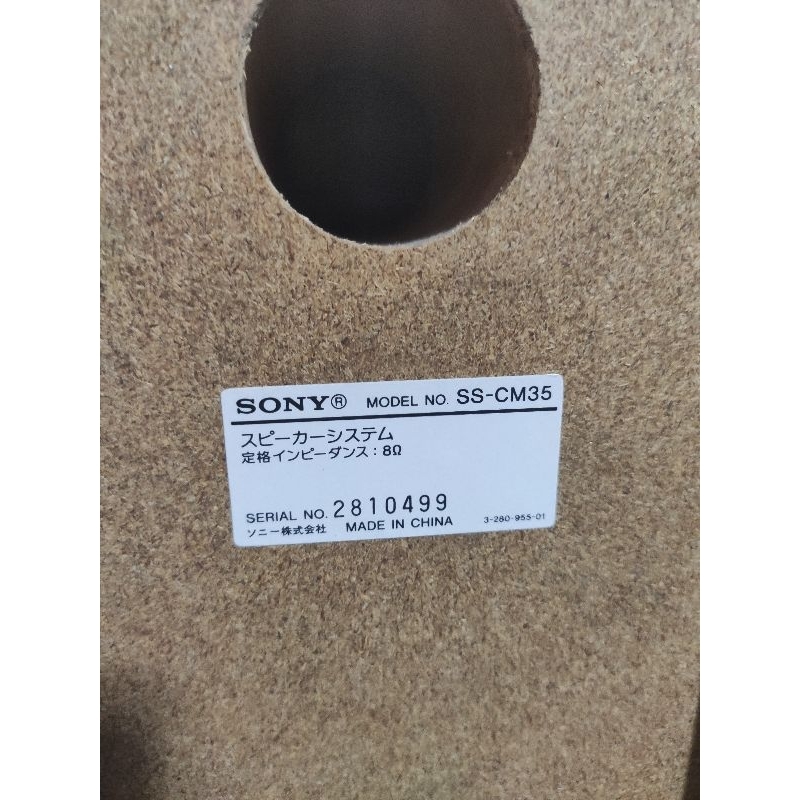 SONY® MODEL NO. SS-CM35
スピーカーシステム
定格インピーダンス：8Ω
SERIAL NO. 2810499
ソニー株式会社 MADE IN CHINA 3-280-955-01